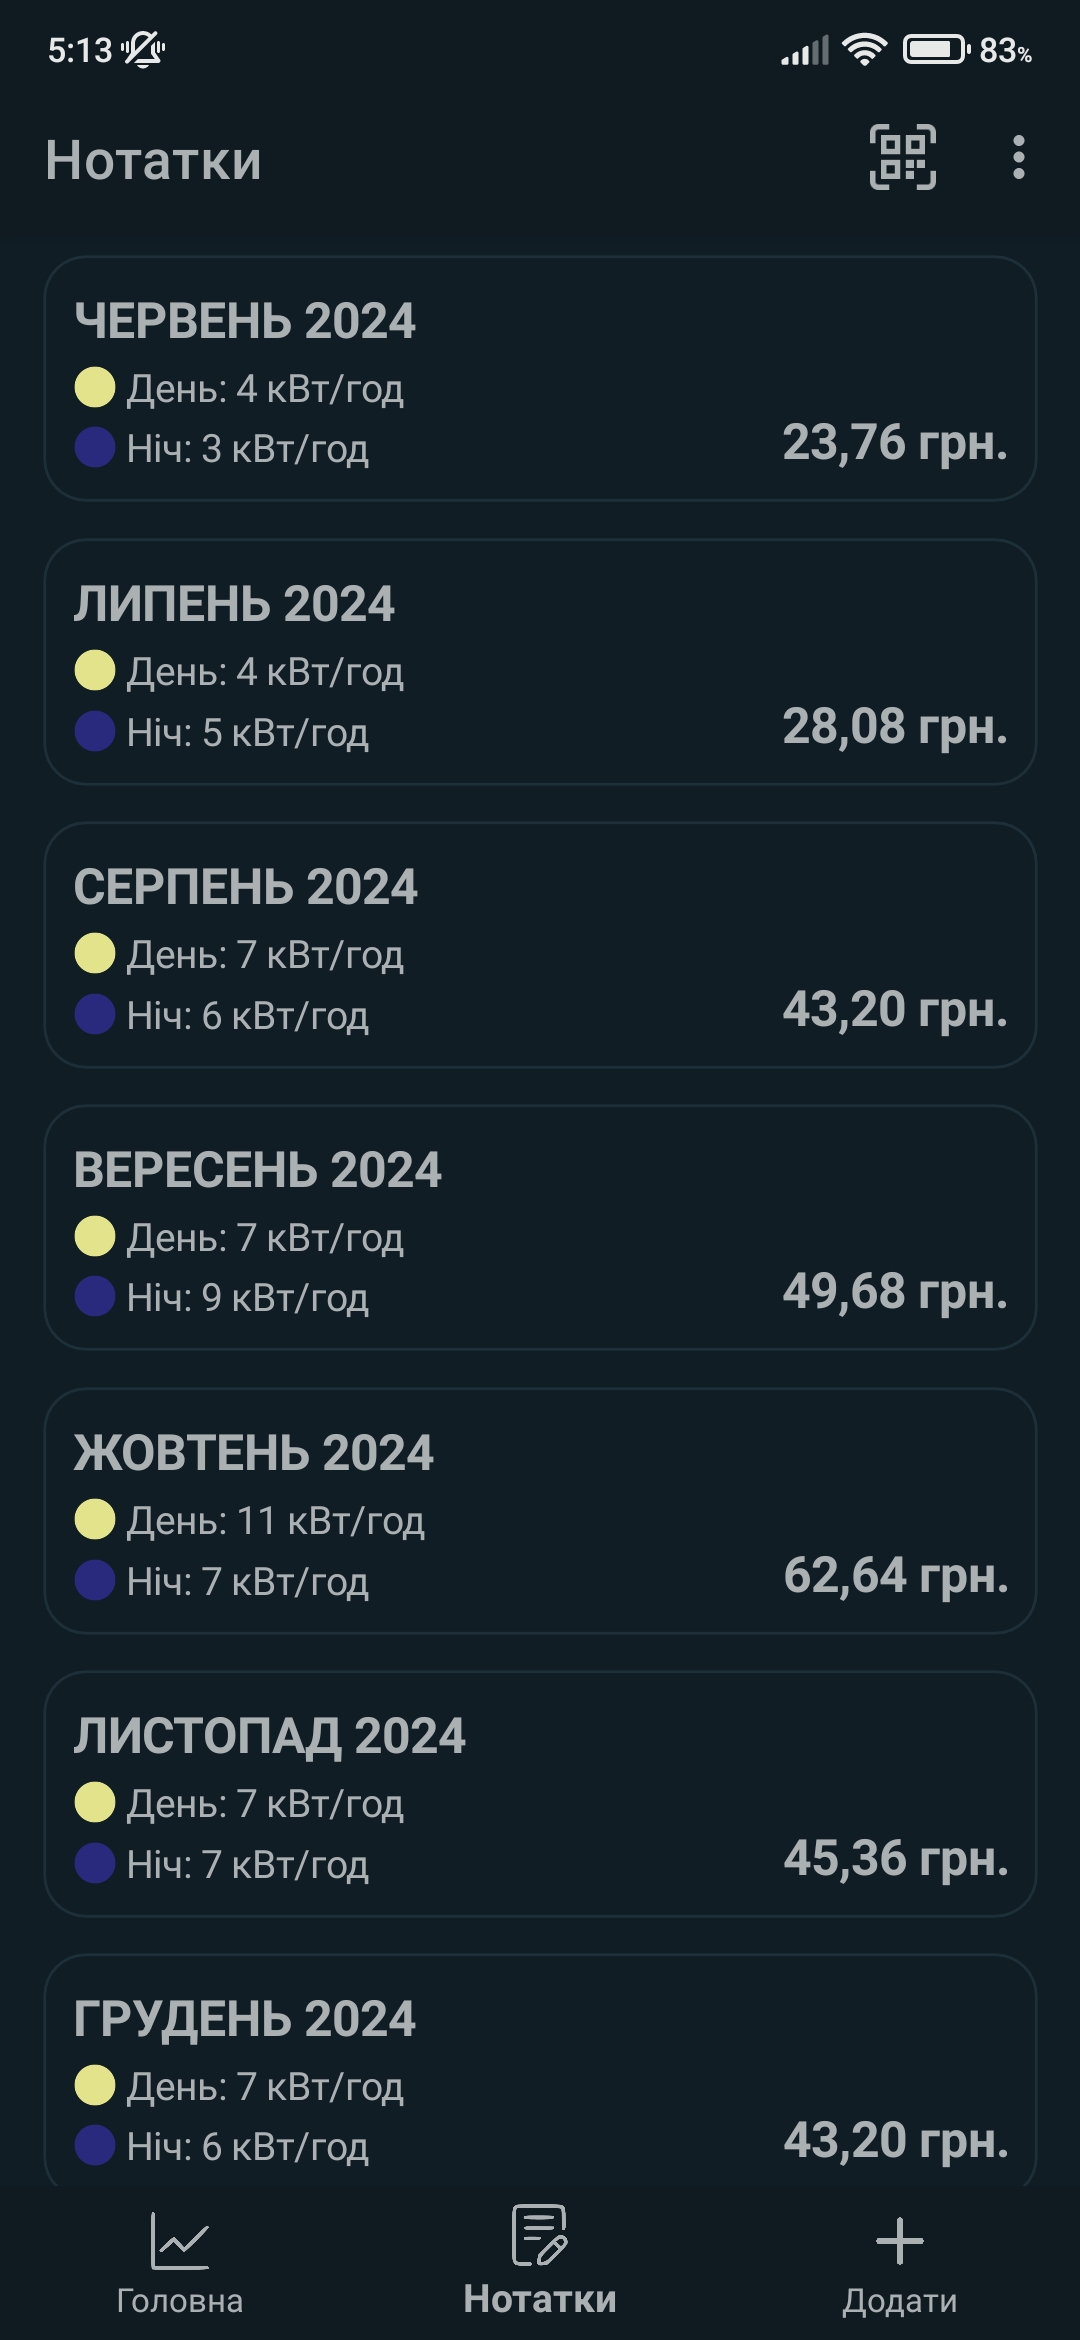 5:13
83%
Нотатки
ЧЕРВЕНЬ 2024
День: 4 кВт/год
Ніч: 3 кВт/год
23,76 грн.
ЛИПЕНЬ 2024
День: 4 кВт/год
Ніч: 5 кВт/год
28,08 грн.
СЕРПЕНЬ 2024
День: 7 кВт/год
Ніч: 6 кВт/год
43,20 грн.
ВЕРЕСЕНЬ 2024
День: 7 кВт/год
Ніч: 9 кВт/год
49,68 грн.
ЖОВТЕНЬ 2024
День: 11 кВт/год
Ніч: 7 кВт/год
62,64 грн.
ЛИСТОПАД 2024
День: 7 кВт/год
Ніч: 7 кВт/год
45,36 грн.
ГРУДЕНЬ 2024
День: 7 кВт/год
Ніч: 6 кВт/год
43,20 грн.
Головна
Нотатки
Додати